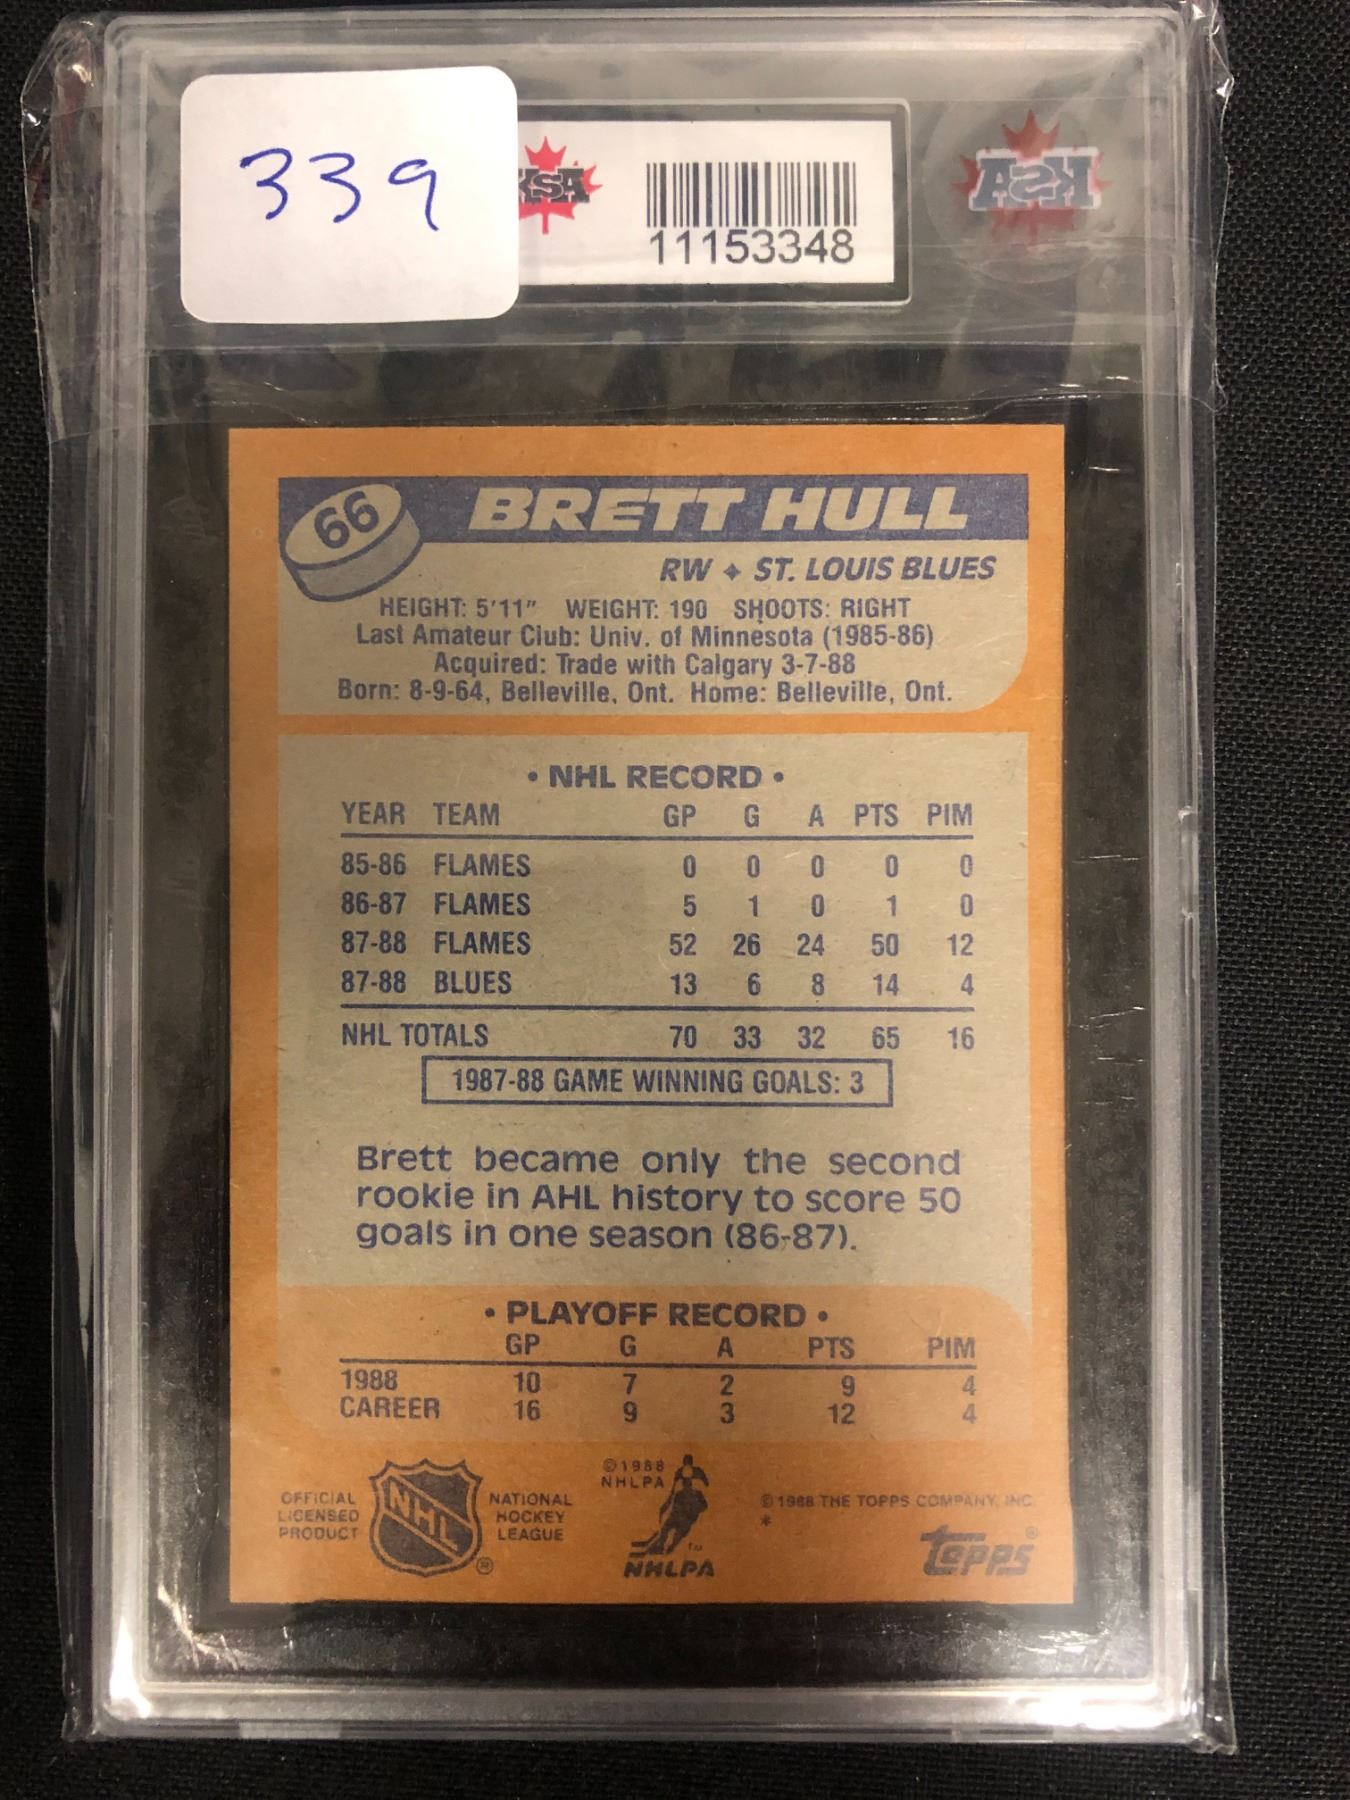 339
KSA
11153348
KSA
66
BRETT HULL
RW ✦ ST. LOUIS BLUES
HEIGHT: 5'11" WEIGHT: 190 SHOOTS: RIGHT
Last Amateur Club: Univ. of Minnesota (1985-86)
Acquired: Trade with Calgary 3-7-88
Born: 8-9-64, Belleville, Ont. Home: Belleville, Ont.
• NHL RECORD •
YEAR TEAM GP G A PTS PIM
85-86 FLAMES 0 0 0 0 0
86-87 FLAMES 5 1 0 1 0
87-88 FLAMES 52 26 24 50 12
87-88 BLUES 13 6 8 14 4
NHL TOTALS 70 33 32 65 16
1987-88 GAME WINNING GOALS: 3
Brett became only the second
rookie in AHL history to score 50
goals in one season (86-87).
• PLAYOFF RECORD •
GP G A PTS PIM
1988 10 7 2 9 4
CAREER 16 9 3 12 4
OFFICIAL
LICENSED
PRODUCT
NHL
®
NATIONAL
HOCKEY
LEAGUE
©1988
NHLPA
TM
NHLPA
©1988 THE TOPPS COMPANY, INC.
*
Topps®